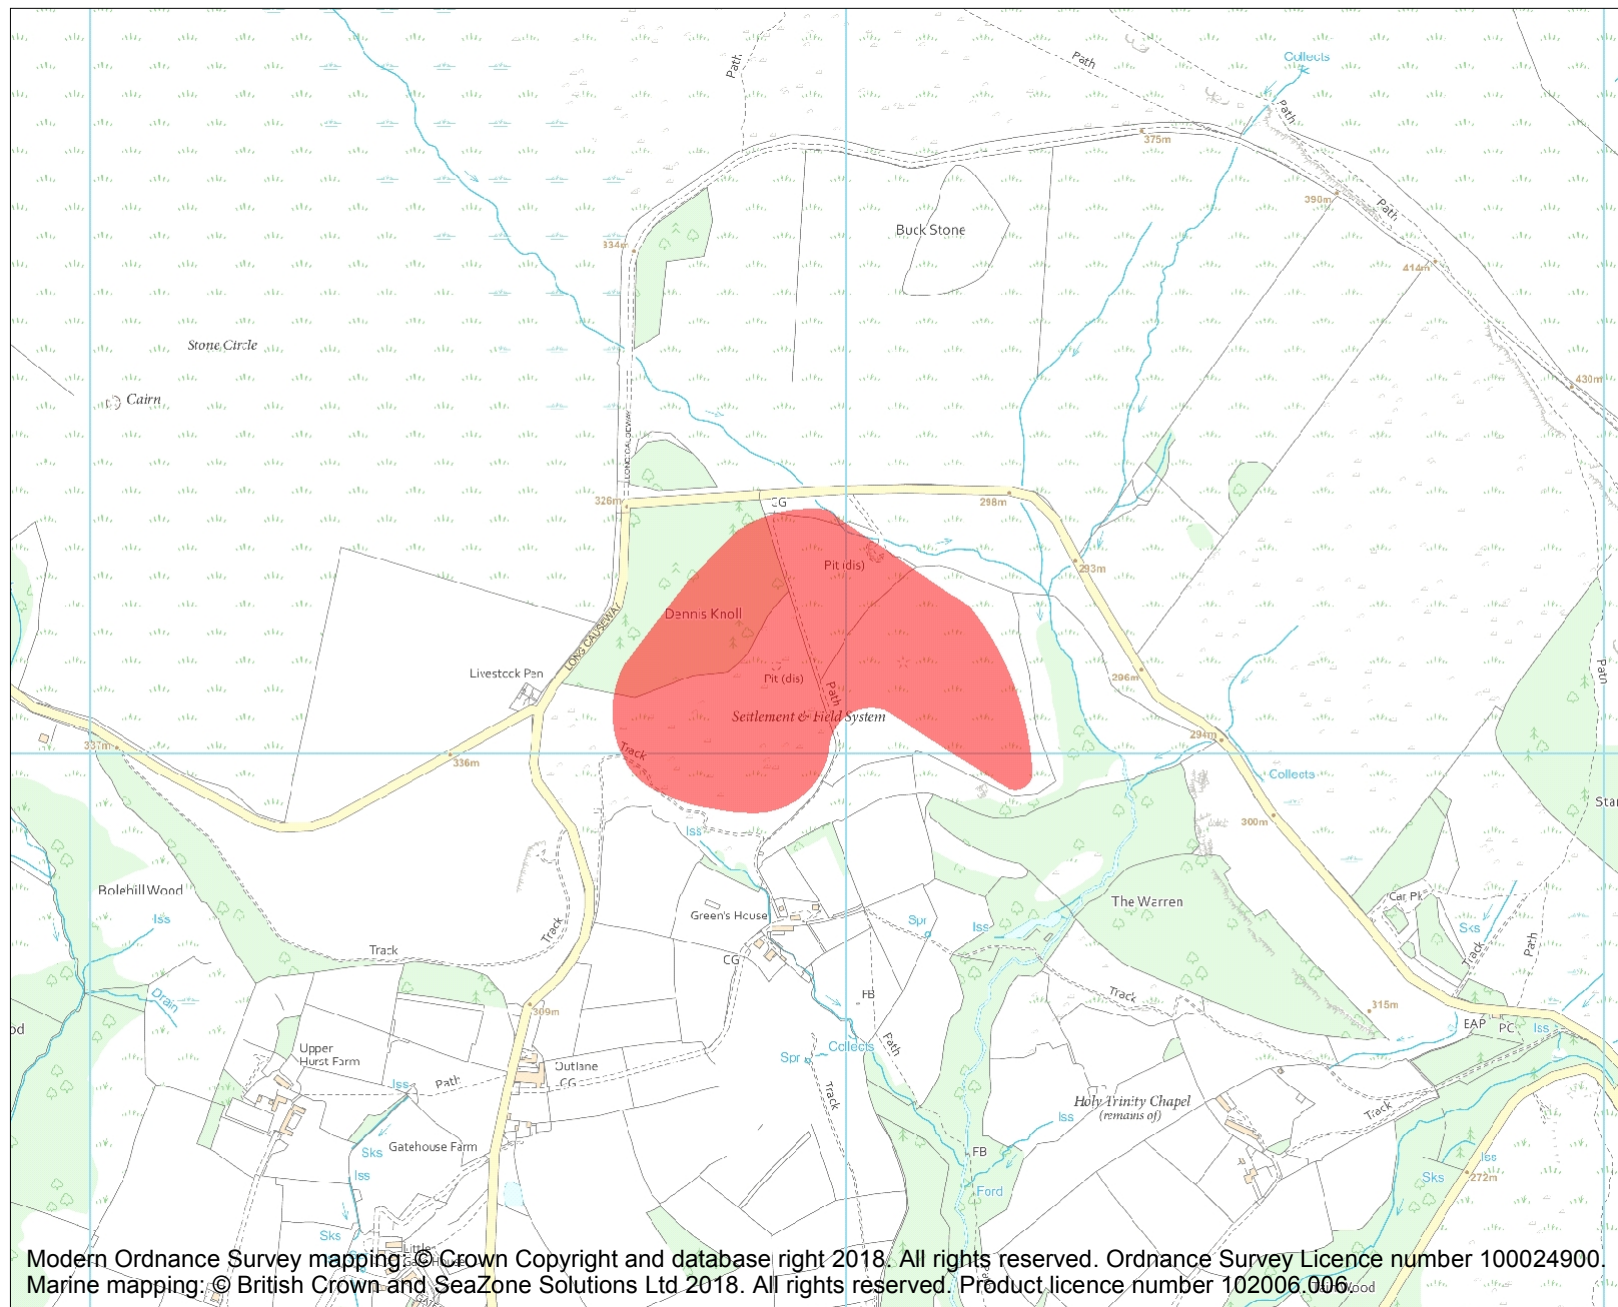 Path
Path
Collects
Path
375m
390m
Path
Buck Stone
334m
414m
Stone Circle
430m
Cairn
LONG CAUSEWAY
326m
CG
298m
Pit (dis)
293m
Dennis Knoll
LONG CAUSEWAY
Livestock Pen
Pit (dis)
Path
296m
Path
Settlement & Field System
337m
Track
336m
294m
Collects
Star
300m
Iss
Bolehill Wood
Iss
Green's House
Spr
Iss
The Warren
Car Pk
Sks
Track
Track
CG
Track
Path
Drain
FB
Track
309m
315m
EAP
PC
Iss
od
Upper
Hurst Farm
Path
Collects
Spr
Outlane
CG
Iss
Path
Track
Holy Trinity Chapel
(remains of)
Iss
Track
Gatehouse Farm
Sks
Iss
FB
Ford
Iss
Sks
272m
Sks
Little
Modern Ordnance Survey mapping: © Crown Copyright and database right 2018. All rights reserved. Ordnance Survey Licence number 100024900.
Marine mapping: © British Crown and SeaZone Solutions Ltd 2018. All rights reserved. Product licence number 102006.006.